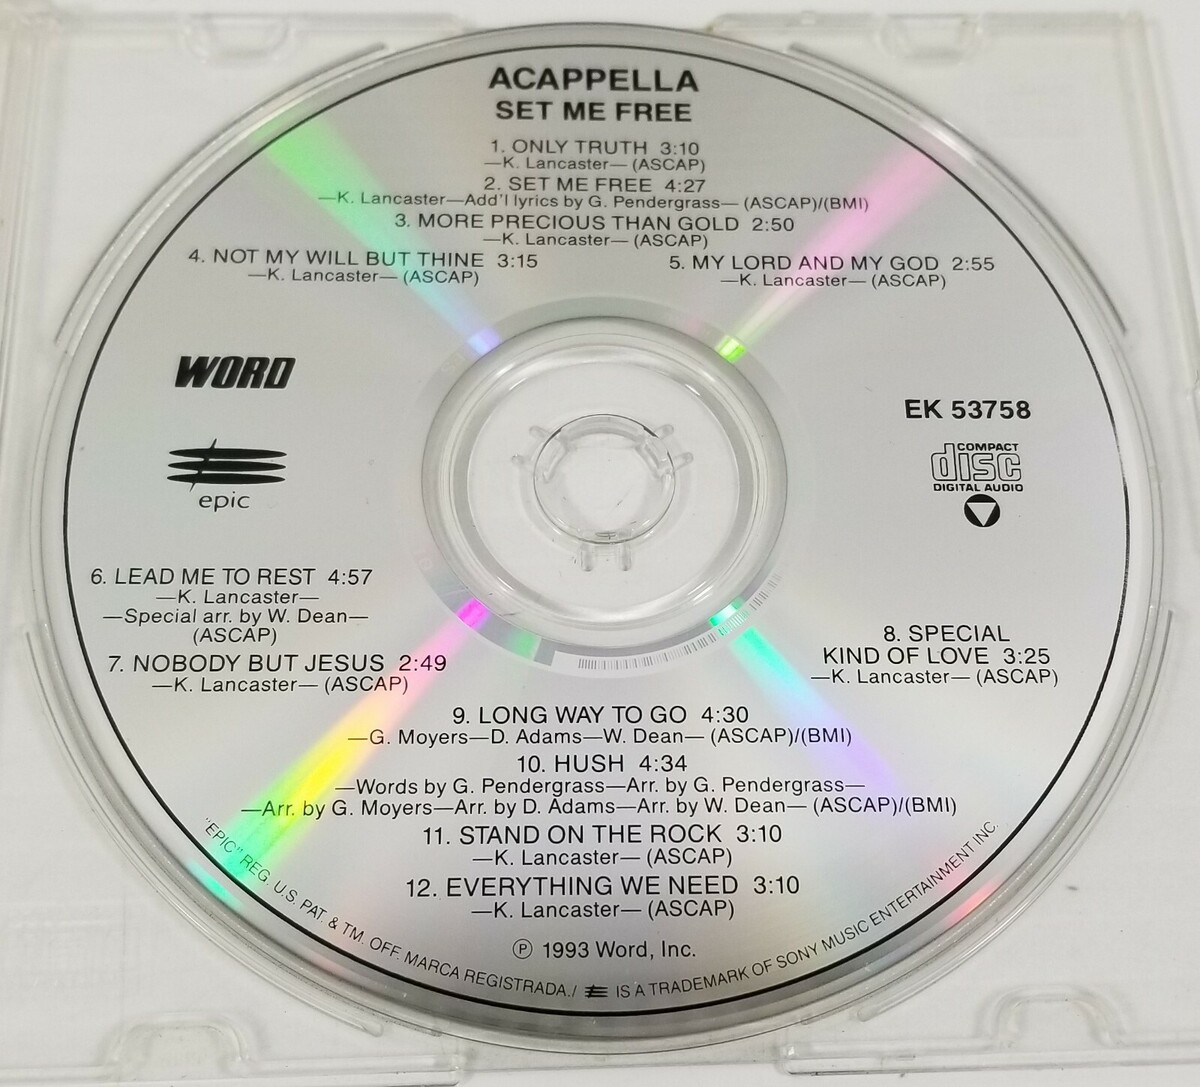 ACAPPELLA
SET ME FREE
1. ONLY TRUTH 3:10
—K. Lancaster— (ASCAP)
2. SET ME FREE 4:27
—K. Lancaster—Add'l lyrics by G. Pendergrass— (ASCAP)/(BMI)
3. MORE PRECIOUS THAN GOLD 2:50
—K. Lancaster— (ASCAP)
4. NOT MY WILL BUT THINE 3:15
—K. Lancaster— (ASCAP)
5. MY LORD AND MY GOD 2:55
—K. Lancaster— (ASCAP)
WORD
epic
EK 53758
COMPACT
disc
DIGITAL AUDIO
6. LEAD ME TO REST 4:57
—K. Lancaster—
—Special arr. by W. Dean—
(ASCAP)
7. NOBODY BUT JESUS 2:49
—K. Lancaster— (ASCAP)
8. SPECIAL
KIND OF LOVE 3:25
—K. Lancaster— (ASCAP)
9. LONG WAY TO GO 4:30
—G. Moyers—D. Adams—W. Dean— (ASCAP)/(BMI)
10. HUSH 4:34
—Words by G. Pendergrass—Arr. by G. Pendergrass—
—Arr. by G. Moyers—Arr. by D. Adams—Arr. by W. Dean— (ASCAP)/(BMI)
11. STAND ON THE ROCK 3:10
—K. Lancaster— (ASCAP)
12. EVERYTHING WE NEED 3:10
—K. Lancaster— (ASCAP)
℗ 1993 Word, Inc.
"EPIC" REG. U.S. PAT. & TM. OFF. MARCA REGISTRADA./ IS A TRADEMARK OF SONY MUSIC ENTERTAINMENT INC.